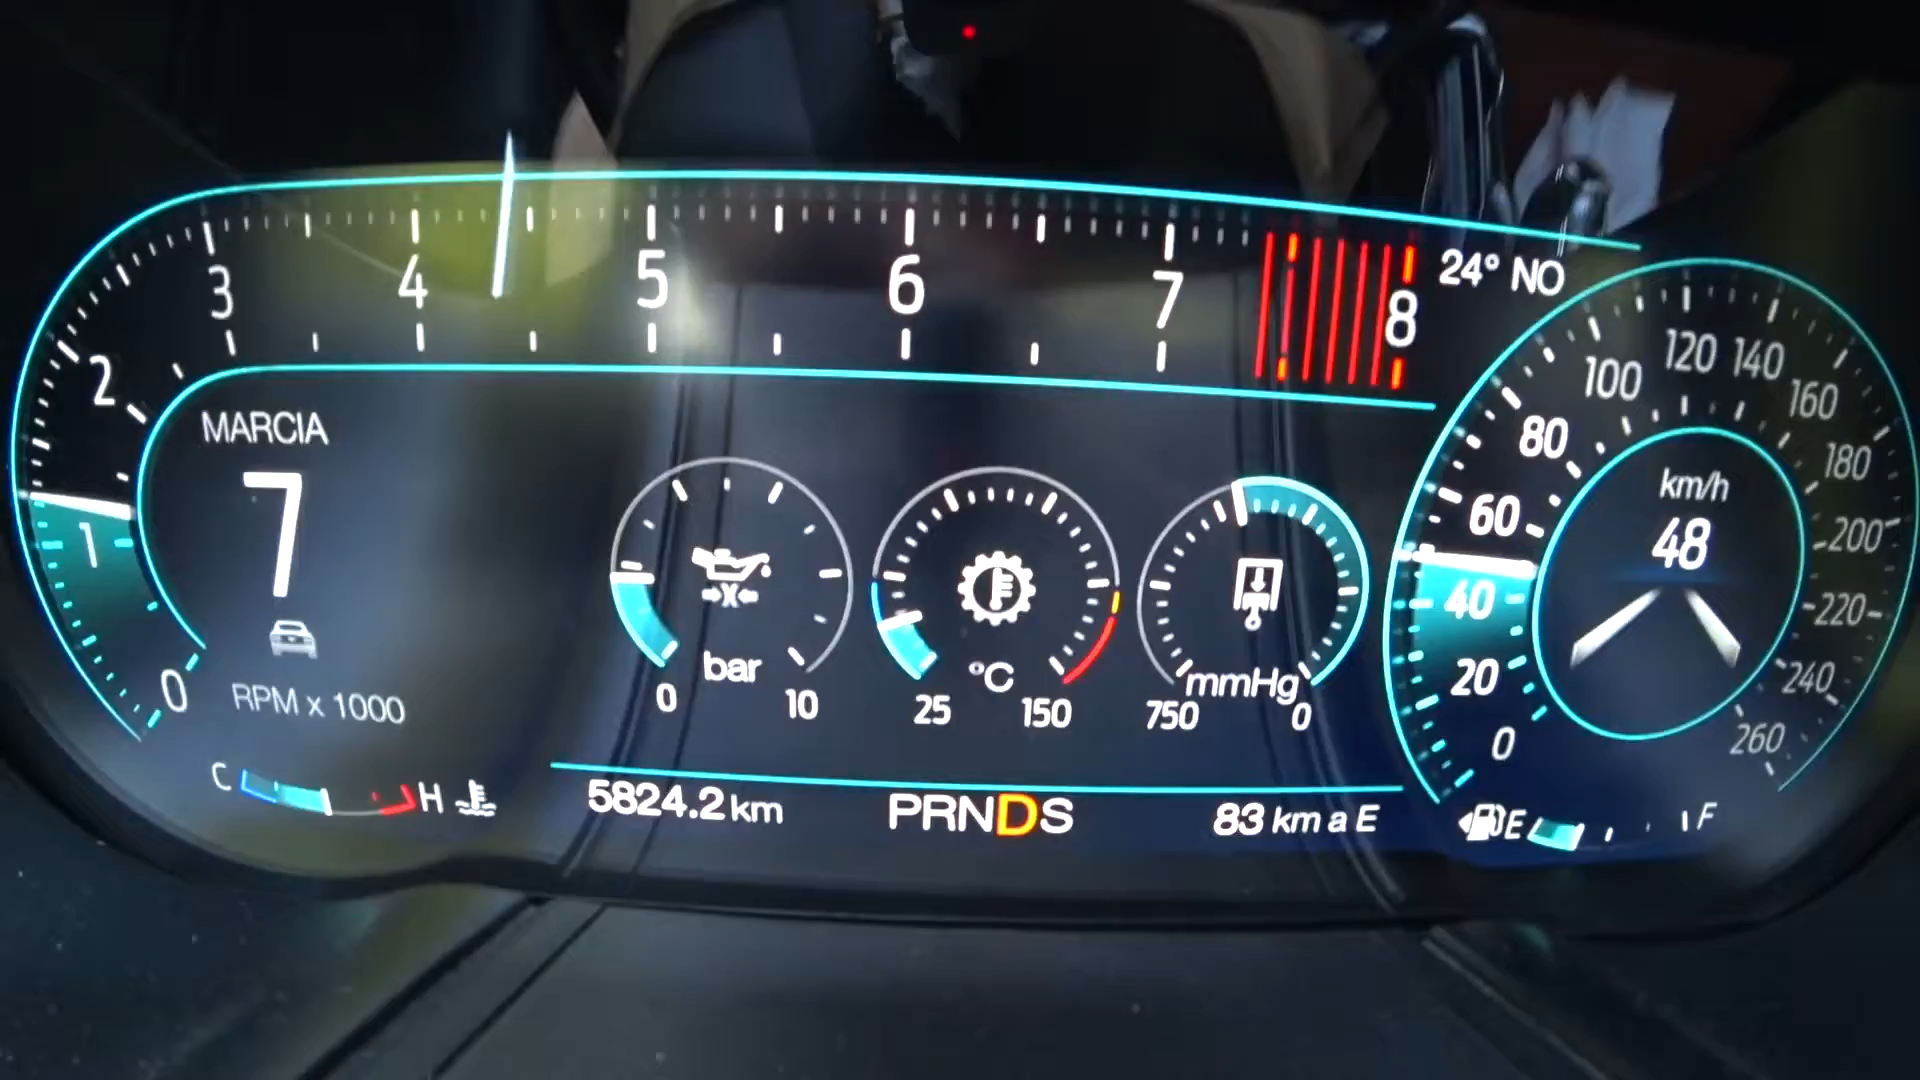 3 4 5 6 7 8
24° NO
2
1
0
MARCIA
7
RPM x 1000
C H
bar
0 10
°C
25 150
mmHg
750 0
5824.2 km
PRNDS
83 km a E
km/h
48
0 20 40 60 80 100 120 140 160 180 200 220 240 260
E F